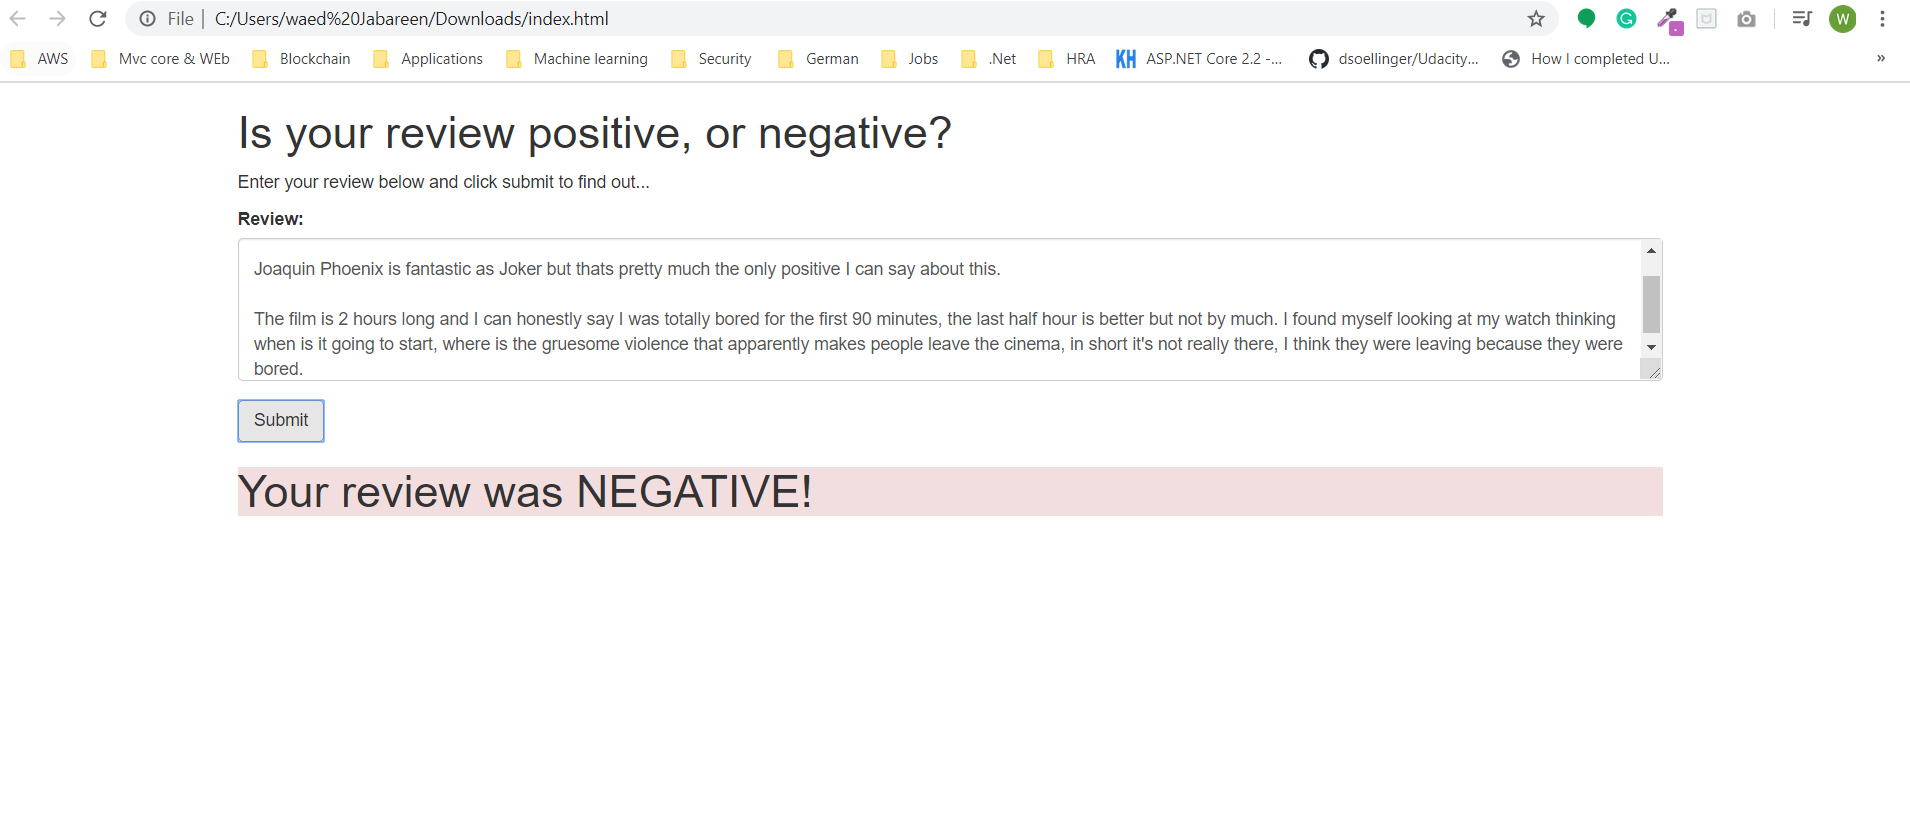 File | C:/Users/waed%20Jabareen/Downloads/index.html
W
AWS Mvc core & WEb Blockchain Applications Machine learning Security German Jobs .Net HRA KH ASP.NET Core 2.2 -... dsoellinger/Udacity... How I completed U... »
Is your review positive, or negative?
Enter your review below and click submit to find out...
Review:
Joaquin Phoenix is fantastic as Joker but thats pretty much the only positive I can say about this.
The film is 2 hours long and I can honestly say I was totally bored for the first 90 minutes, the last half hour is better but not by much. I found myself looking at my watch thinking
when is it going to start, where is the gruesome violence that apparently makes people leave the cinema, in short it's not really there, I think they were leaving because they were
bored.
Submit
Your review was NEGATIVE!